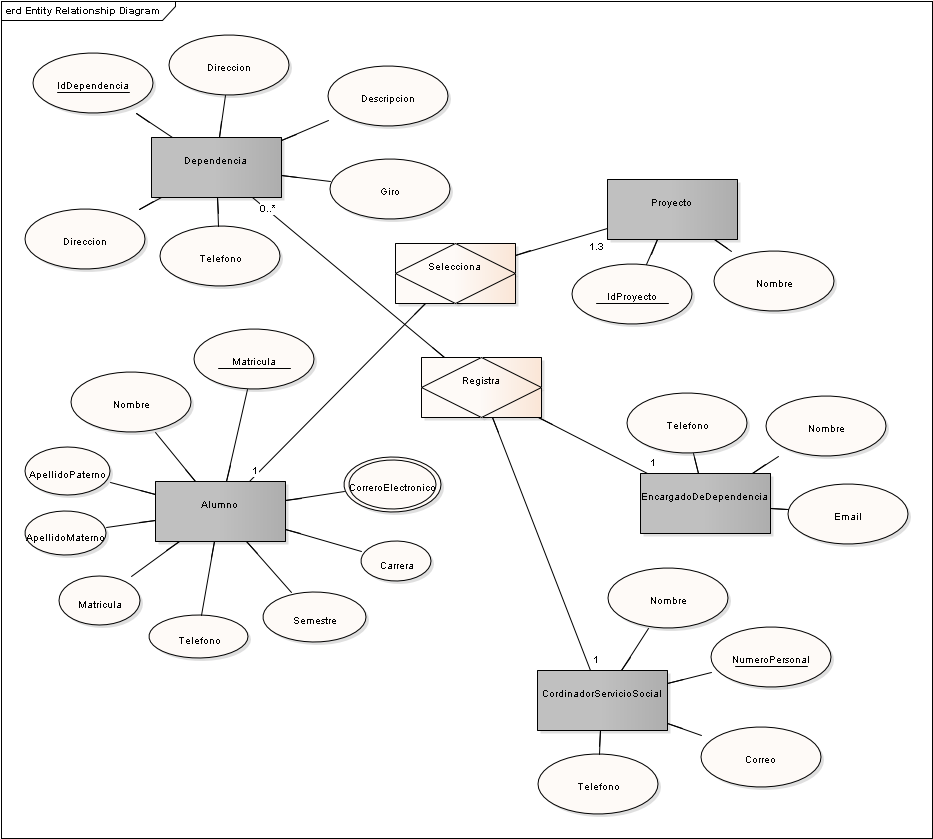 erd Entity Relationship Diagram
Direccion
IdDependencia
Descripcion
Dependencia
Giro
0..*
Direccion
Telefono
Proyecto
1.3
Selecciona
IdProyecto
Nombre
Matricula
Nombre
Registra
Telefono
Nombre
1
1
ApellidoPaterno
CorreroElectronico
EncargadoDeDependencia
Alumno
Email
ApellidoMaterno
Carrera
Matricula
Semestre
Telefono
Nombre
1
NumeroPersonal
CordinadorServicioSocial
Correo
Telefono